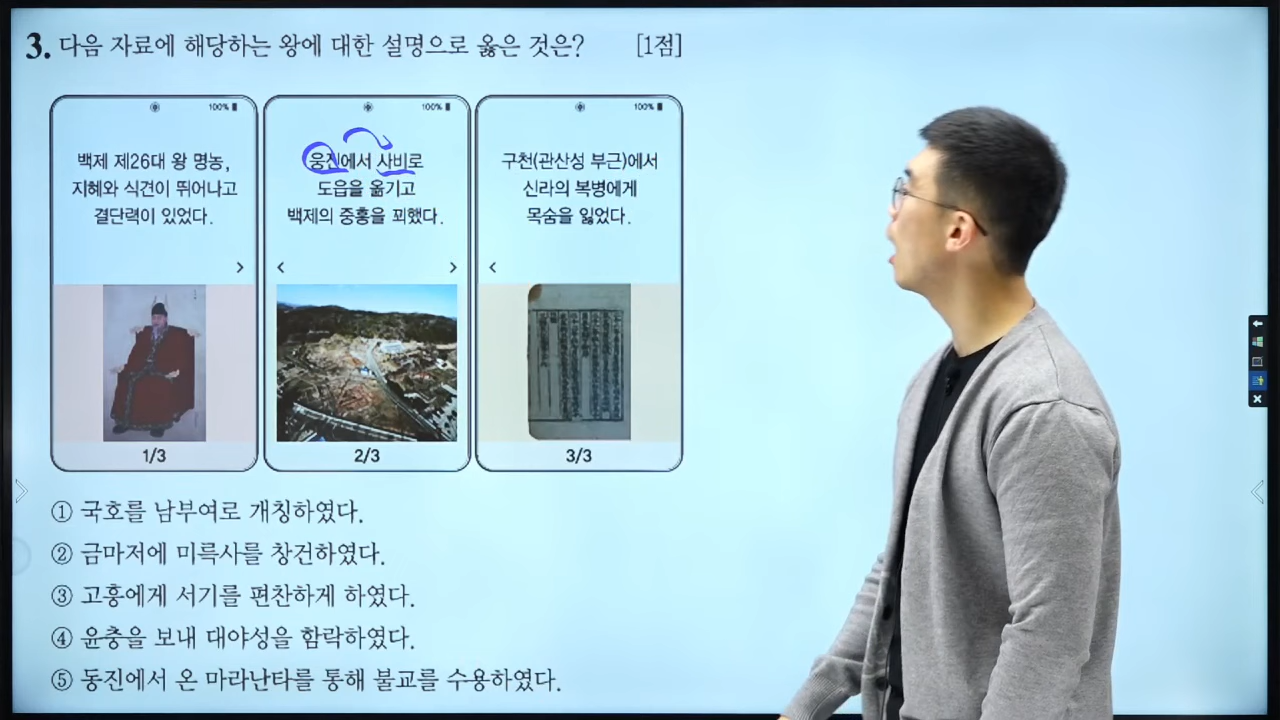 3. 다음 자료에 해당하는 왕에 대한 설명으로 옳은 것은? [1점]
100%
백제 제26대 왕 명농,
지혜와 식견이 뛰어나고
결단력이 있었다.
1/3
100%
웅진에서 사비로
도읍을 옮기고
백제의 중흥을 꾀했다.
2/3
100%
구천(관산성 부근)에서
신라의 복병에게
목숨을 잃었다.
3/3
① 국호를 남부여로 개칭하였다.
② 금마저에 미륵사를 창건하였다.
③ 고흥에게 서기를 편찬하게 하였다.
④ 윤충을 보내 대야성을 함락하였다.
⑤ 동진에서 온 마라난타를 통해 불교를 수용하였다.